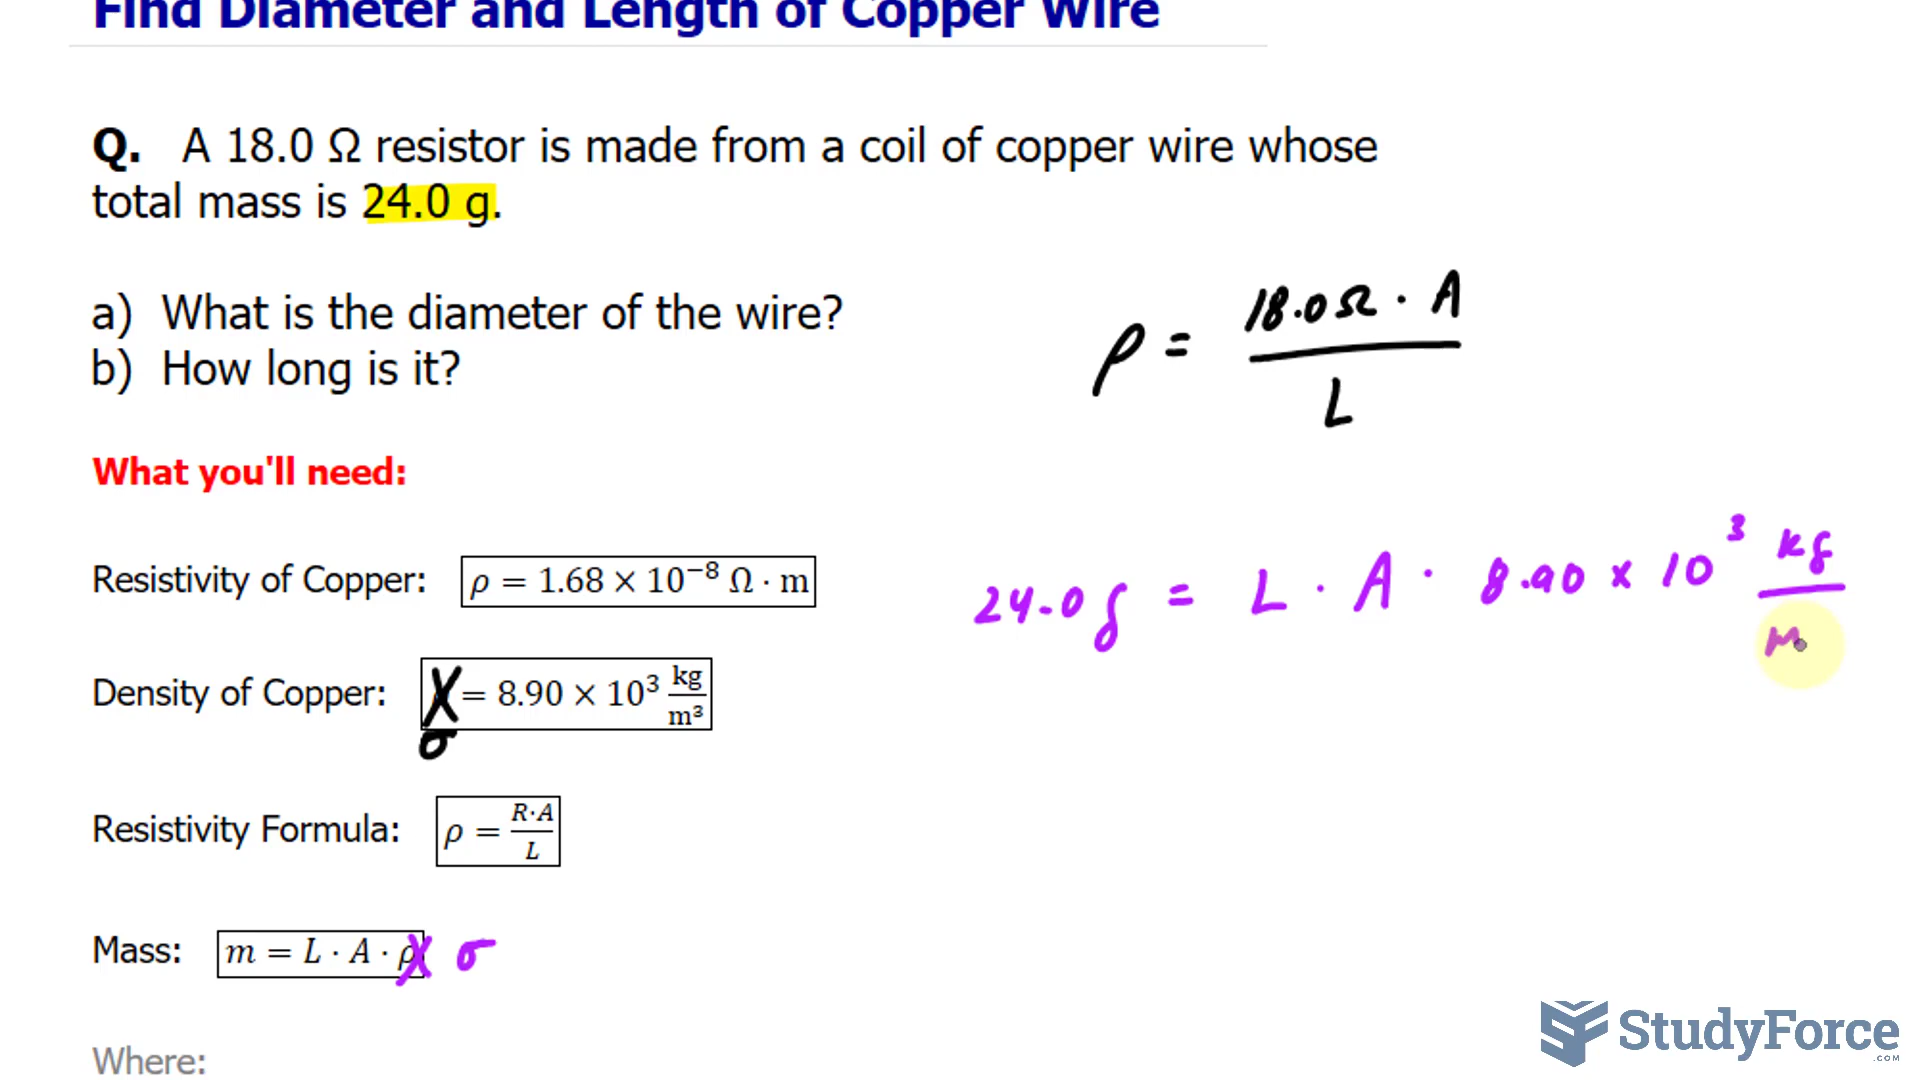 Find Diameter and Length of Copper Wire
Q. A 18.0 Ω resistor is made from a coil of copper wire whose
total mass is 24.0 g.
a) What is the diameter of the wire?
b) How long is it?
ρ = 18.0Ω · A / L
What you'll need:
24.0 g = L · A · 8.90 × 10³ kg / m
Resistivity of Copper: ρ = 1.68 × 10⁻⁸ Ω · m
Density of Copper: = 8.90 × 10³ kg / m³
σ
Resistivity Formula: ρ = R·A / L
Mass: m = L · A · ρ σ
Where:
StudyForce
.COM